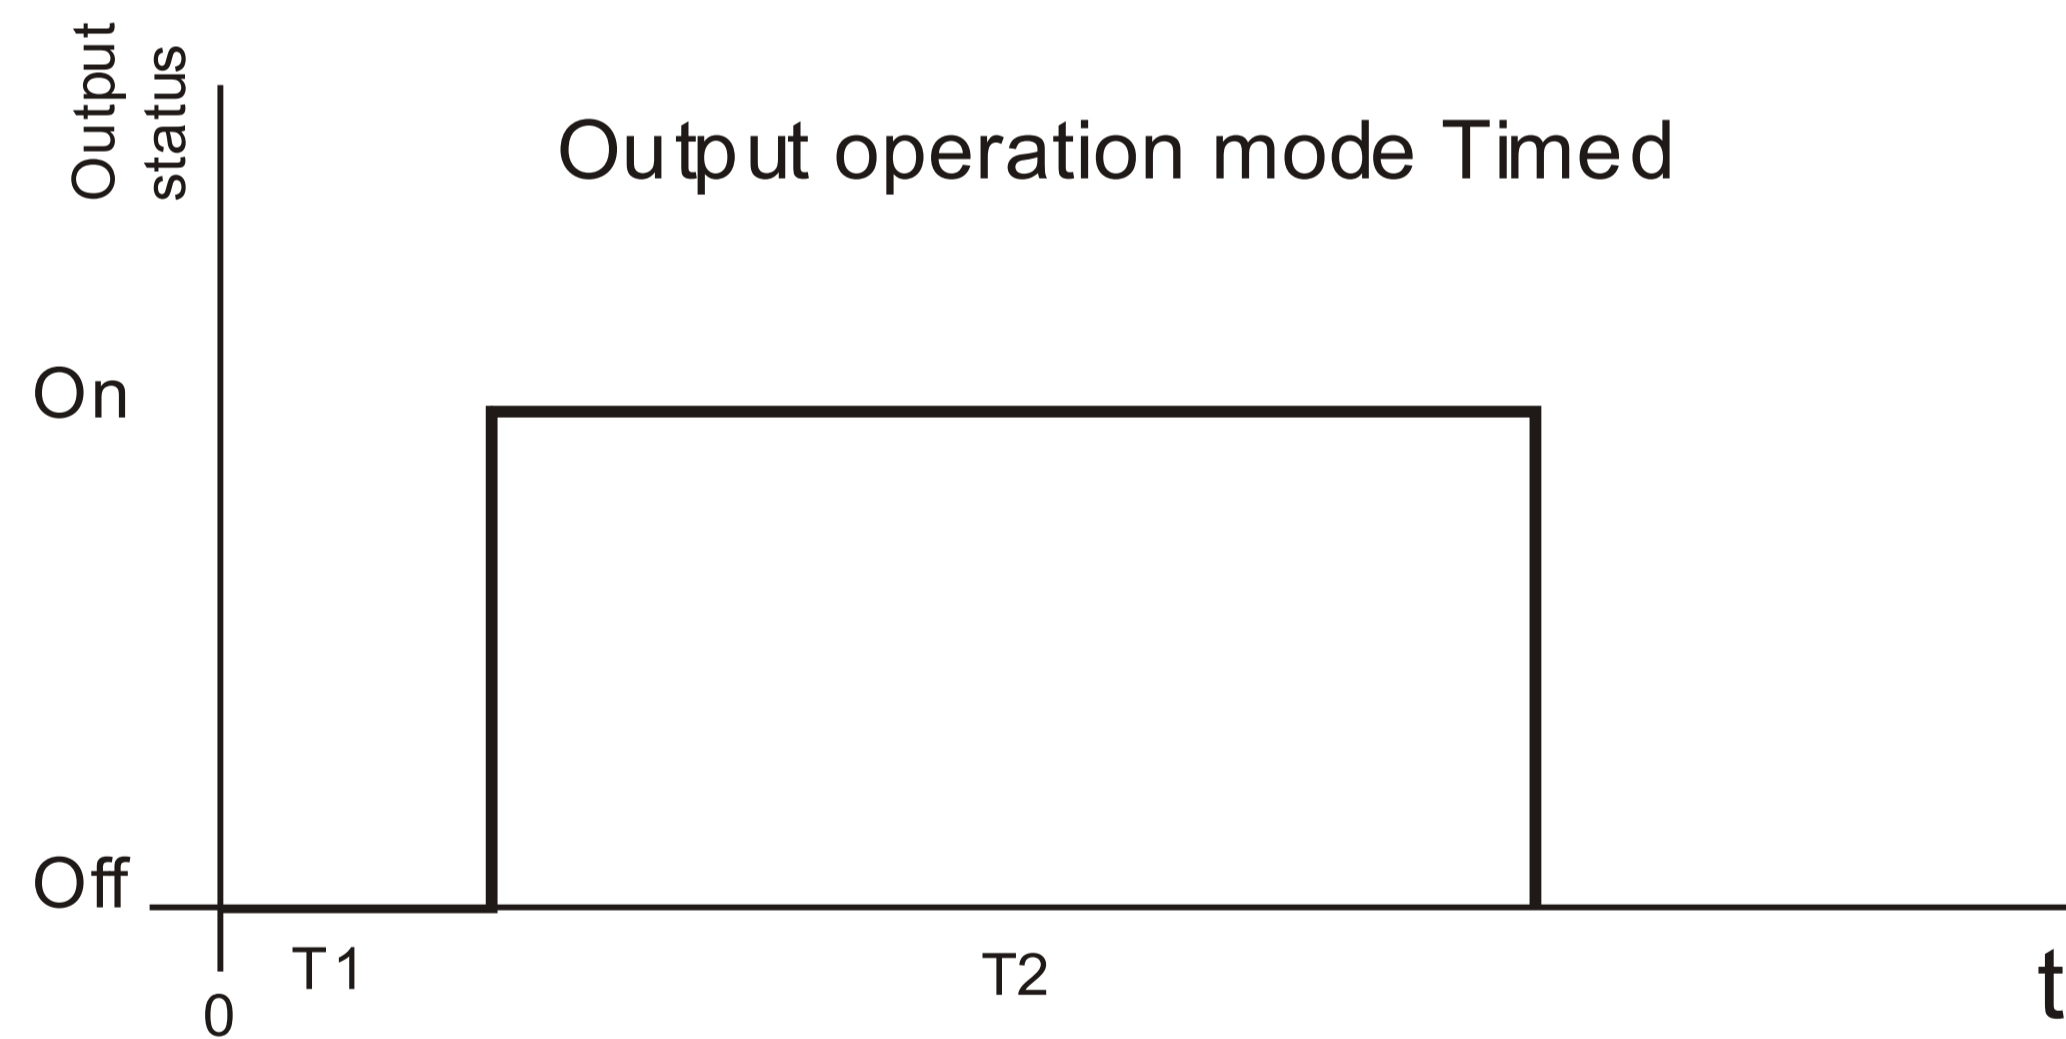 Output
status
Output operation mode Timed
On
Off
T1
T2
t
0